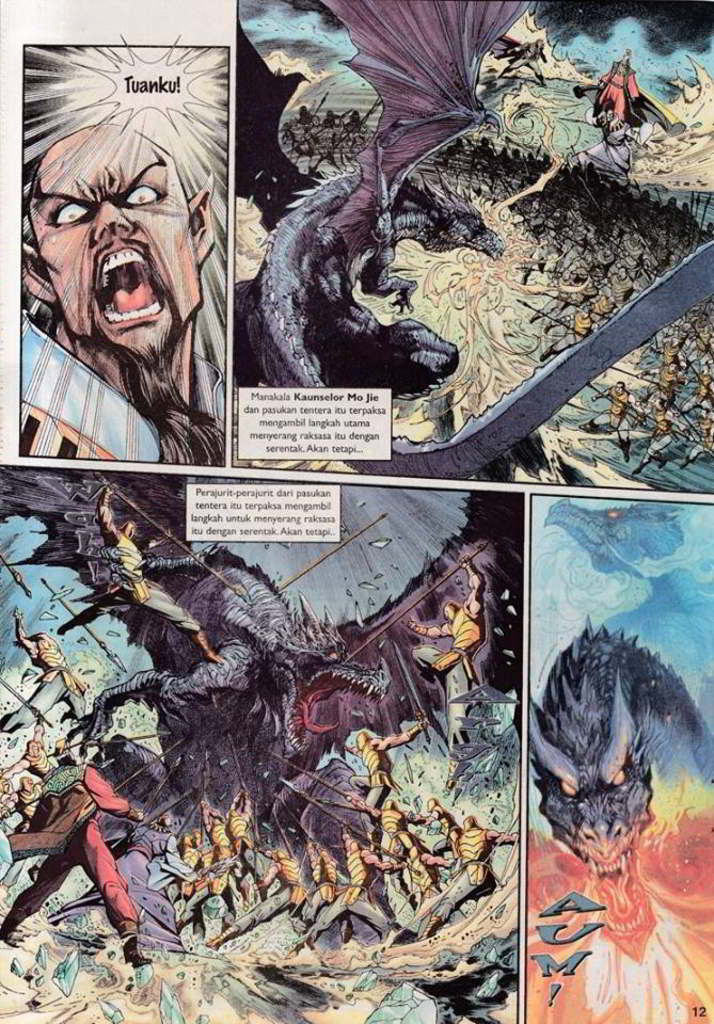 Tuanku!
Manakala Kaunselor Mo Jie
dan pasukan tentera itu terpaksa
mengambil langkah utama
menyerang raksasa itu dengan
serentak. Akan tetapi...
Perajurit-perajurit dari pasukan
tentera itu terpaksa mengambil
langkah untuk menyerang raksasa
itu dengan serentak. Akan tetapi..
AUM!
12